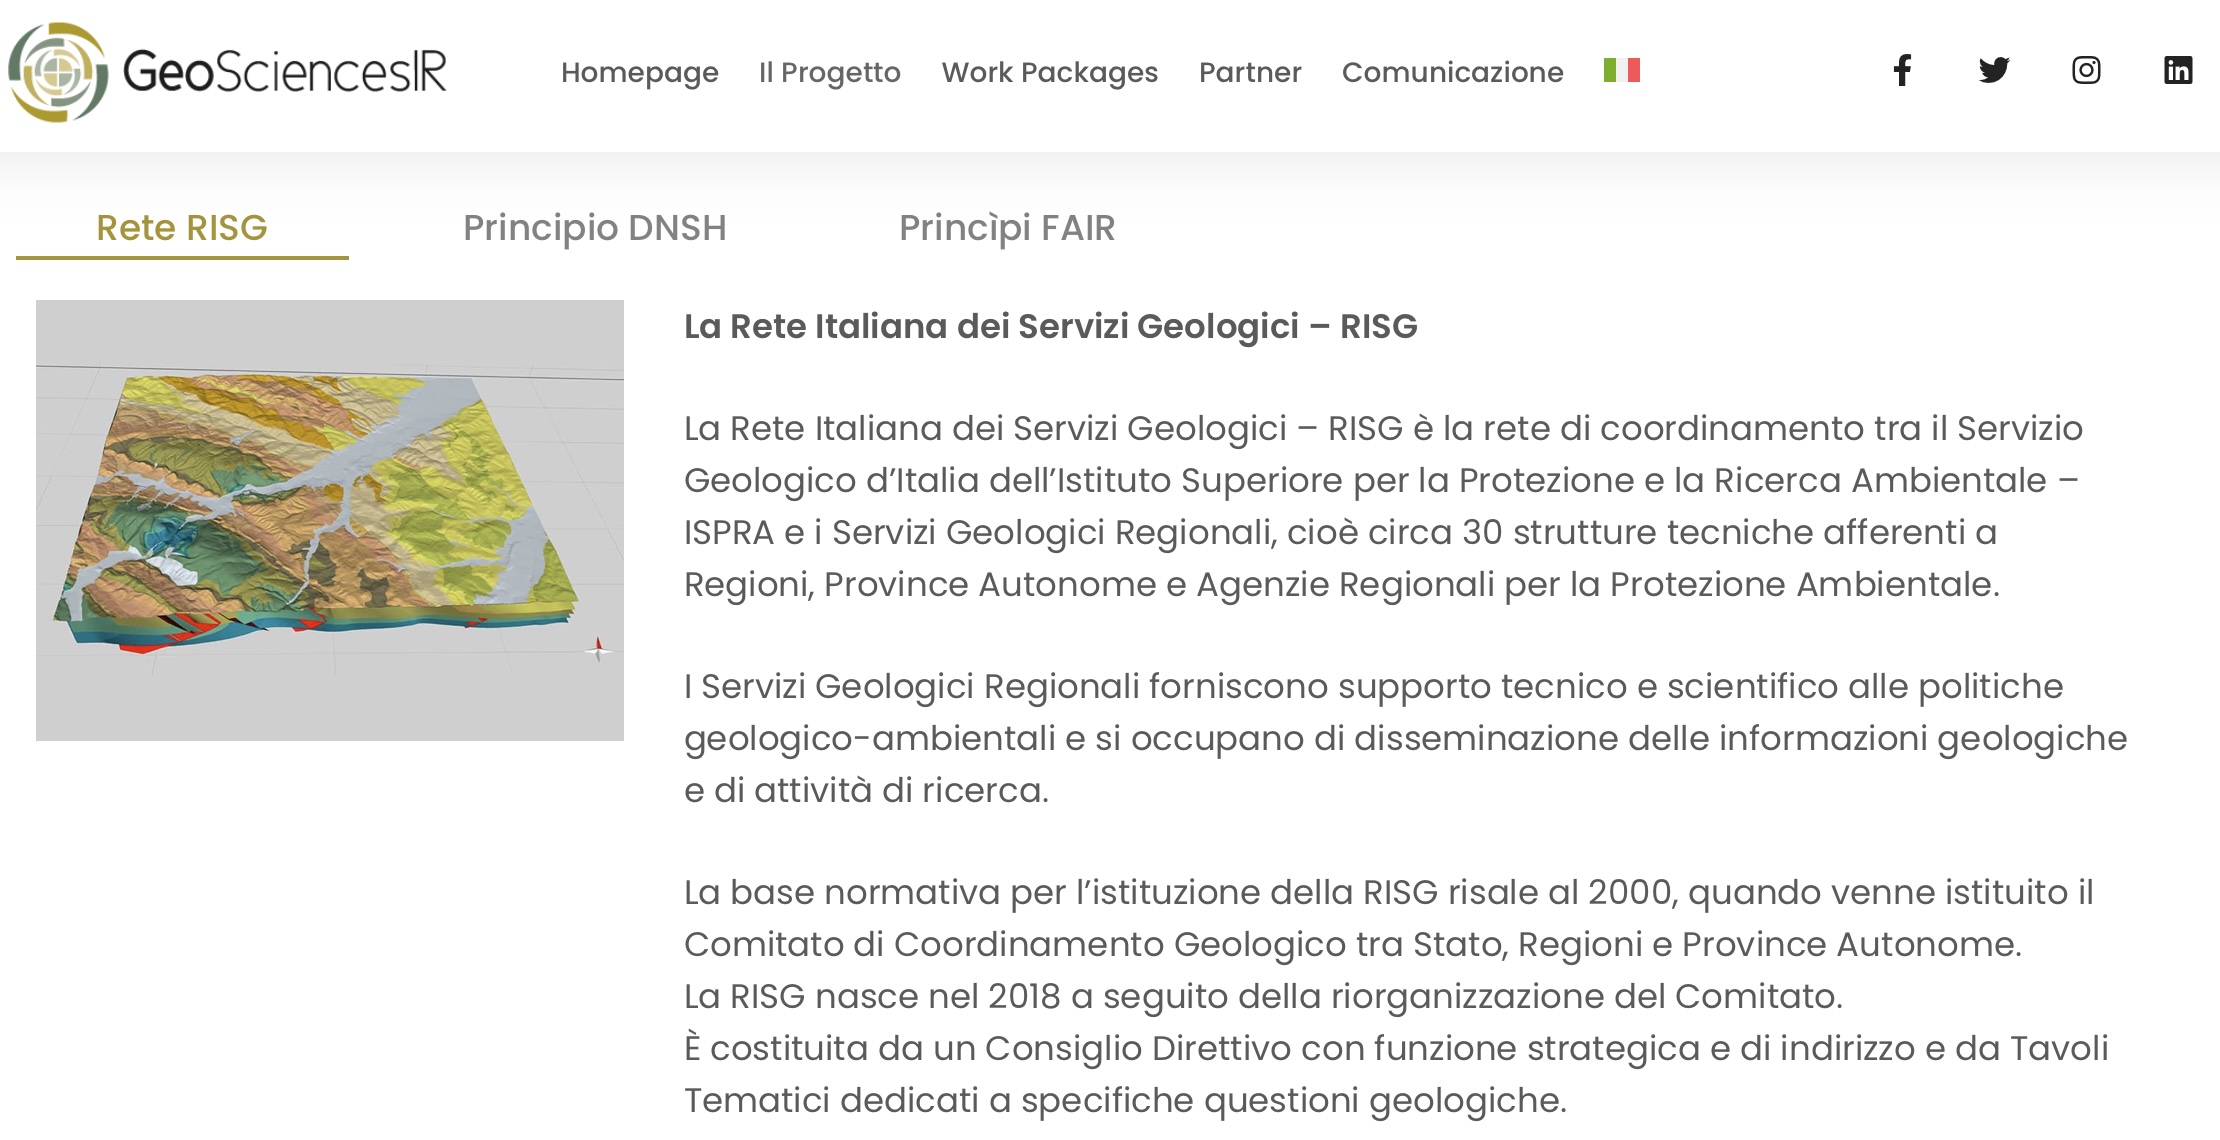 GeoSciencesIR
Homepage Il Progetto Work Packages Partner Comunicazione
Rete RISG Principio DNSH Princìpi FAIR
La Rete Italiana dei Servizi Geologici – RISG
La Rete Italiana dei Servizi Geologici – RISG è la rete di coordinamento tra il Servizio
Geologico d’Italia dell’Istituto Superiore per la Protezione e la Ricerca Ambientale –
ISPRA e i Servizi Geologici Regionali, cioè circa 30 strutture tecniche afferenti a
Regioni, Province Autonome e Agenzie Regionali per la Protezione Ambientale.
I Servizi Geologici Regionali forniscono supporto tecnico e scientifico alle politiche
geologico-ambientali e si occupano di disseminazione delle informazioni geologiche
e di attività di ricerca.
La base normativa per l’istituzione della RISG risale al 2000, quando venne istituito il
Comitato di Coordinamento Geologico tra Stato, Regioni e Province Autonome.
La RISG nasce nel 2018 a seguito della riorganizzazione del Comitato.
È costituita da un Consiglio Direttivo con funzione strategica e di indirizzo e da Tavoli
Tematici dedicati a specifiche questioni geologiche.